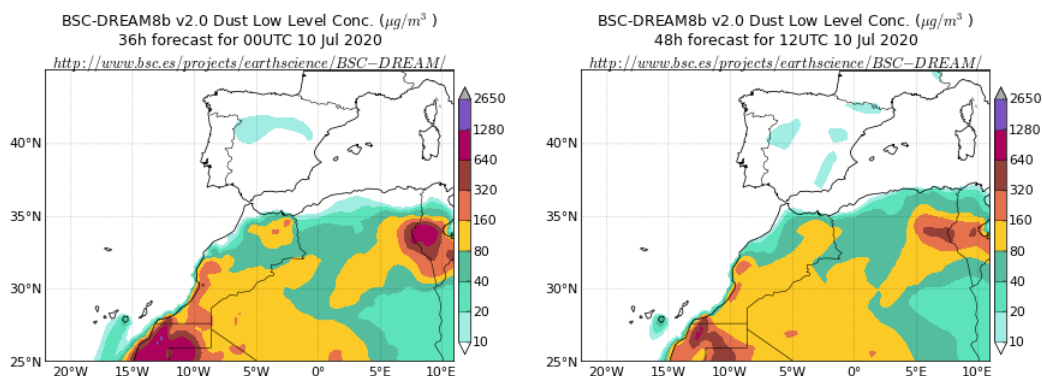 BSC-DREAM8b v2.0 Dust Low Level Conc. (μg/m³ )
36h forecast for 00UTC 10 Jul 2020
http://www.bsc.es/projects/earthscience/BSC−DREAM/
40°N
35°N
30°N
25°N
20°W
15°W
10°W
5°W
0°
5°E
10°E
2650
1280
640
320
160
80
40
20
10
BSC-DREAM8b v2.0 Dust Low Level Conc. (μg/m³ )
48h forecast for 12UTC 10 Jul 2020
http://www.bsc.es/projects/earthscience/BSC−DREAM/
40°N
35°N
30°N
25°N
20°W
15°W
10°W
5°W
0°
5°E
10°E
2650
1280
640
320
160
80
40
20
10